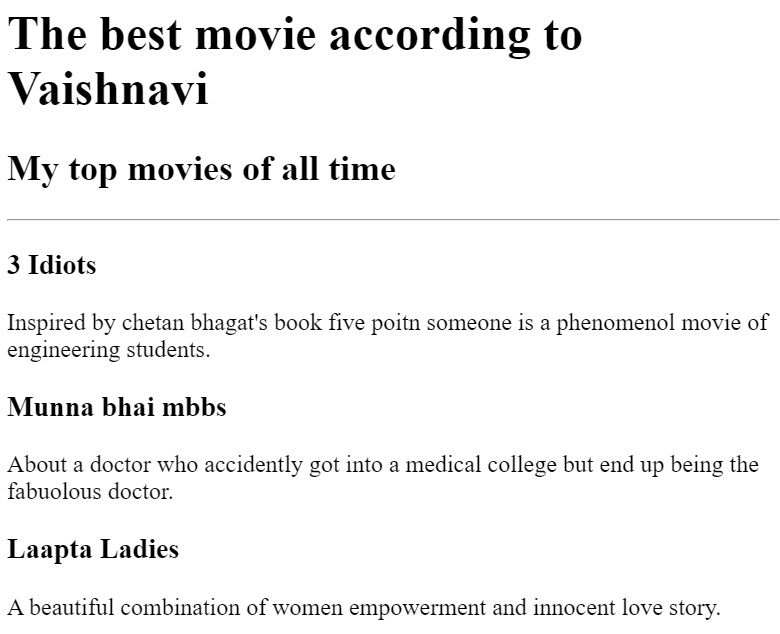 The best movie according to
Vaishnavi
My top movies of all time
3 Idiots
Inspired by chetan bhagat's book five poitn someone is a phenomenol movie of
engineering students.
Munna bhai mbbs
About a doctor who accidently got into a medical college but end up being the
fabuolous doctor.
Laapta Ladies
A beautiful combination of women empowerment and innocent love story.